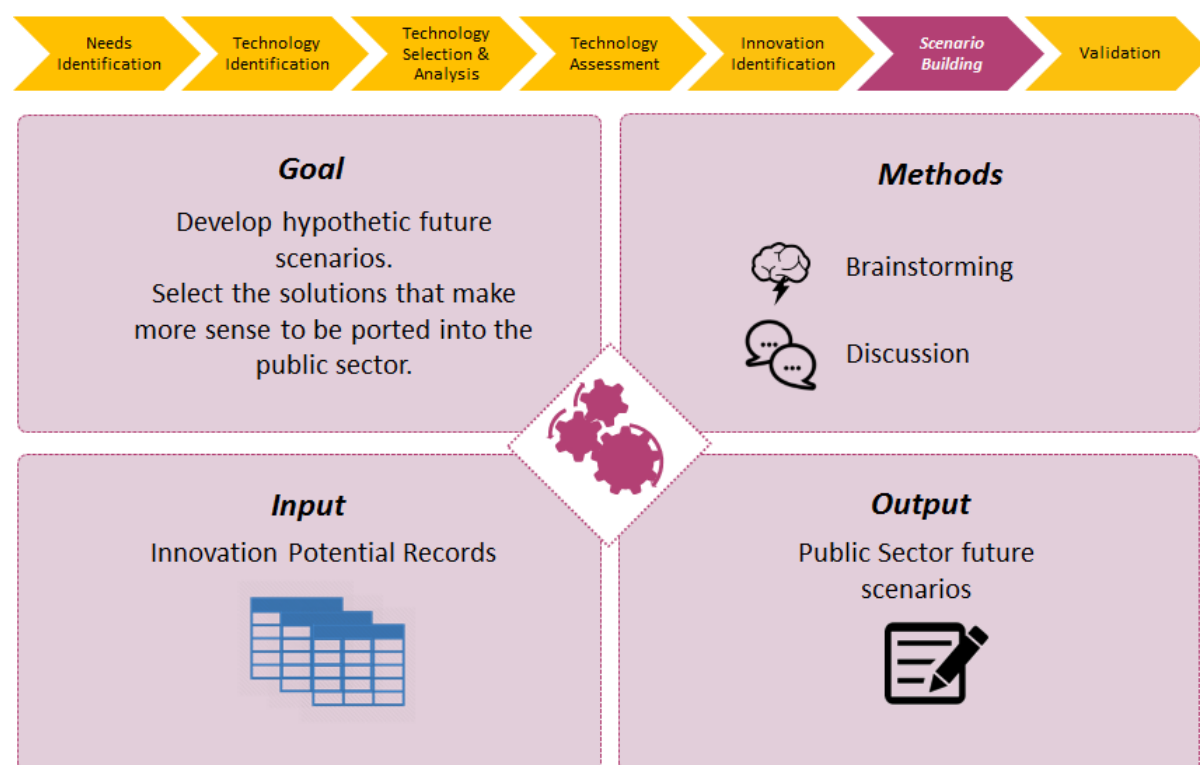 Needs
Identification
Technology
Identification
Technology
Selection &
Analysis
Technology
Assessment
Innovation
Identification
Scenario
Building
Validation
Goal
Develop hypothetic future
scenarios.
Select the solutions that make
more sense to be ported into the
public sector.
Methods
Brainstorming
Discussion
Input
Innovation Potential Records
Output
Public Sector future
scenarios